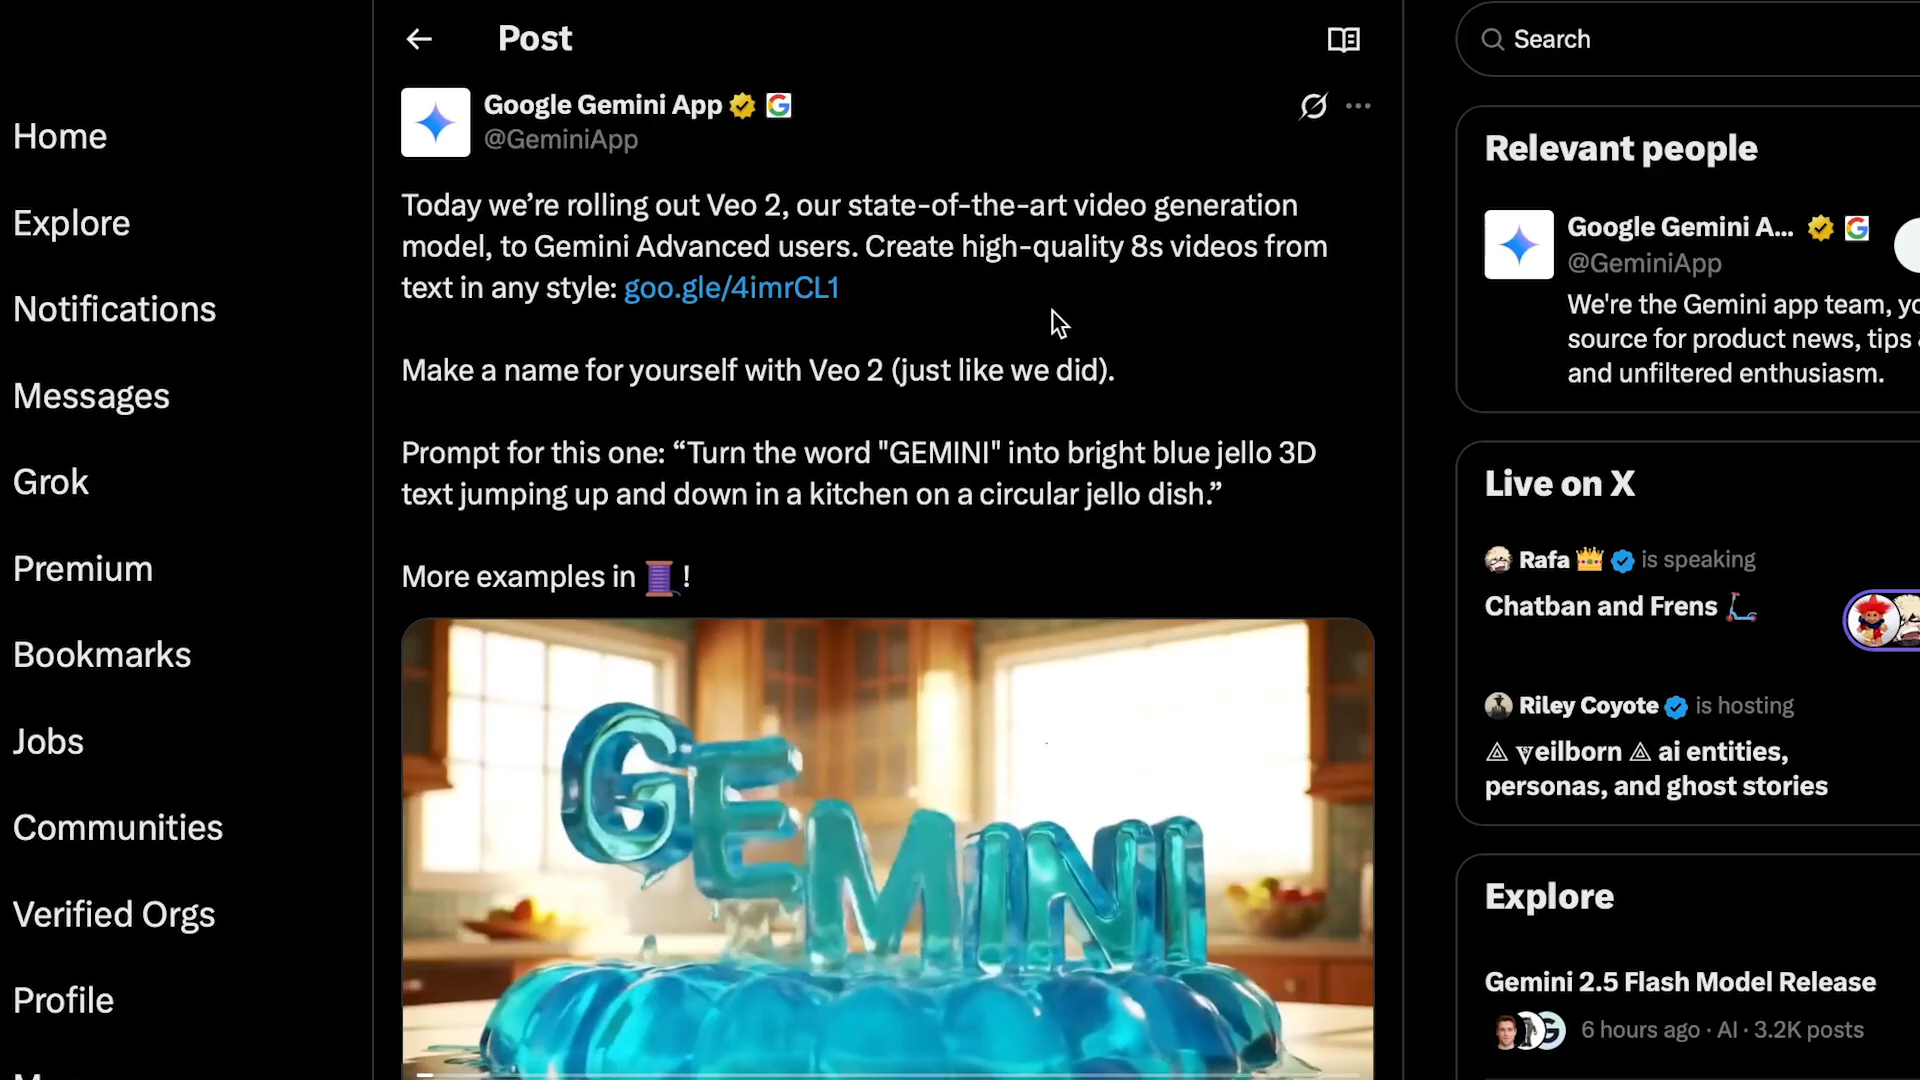 Home
Explore
Notifications
Messages
Grok
Premium
Bookmarks
Jobs
Communities
Verified Orgs
Profile
Post
Google Gemini App
@GeminiApp
Today we’re rolling out Veo 2, our state-of-the-art video generation
model, to Gemini Advanced users. Create high-quality 8s videos from
text in any style: goo.gle/4imrCL1
Make a name for yourself with Veo 2 (just like we did).
Prompt for this one: “Turn the word "GEMINI" into bright blue jello 3D
text jumping up and down in a kitchen on a circular jello dish.”
More examples in 🧵 !
GEMINI
Search
Relevant people
Google Gemini A...
@GeminiApp
We're the Gemini app team, yo
source for product news, tips
and unfiltered enthusiasm.
Live on X
Rafa 👑 is speaking
Chatban and Frens 🛴
Riley Coyote is hosting
⟁ ⩔eilborn ⟁ ai entities,
personas, and ghost stories
Explore
Gemini 2.5 Flash Model Release
6 hours ago · AI · 3.2K posts